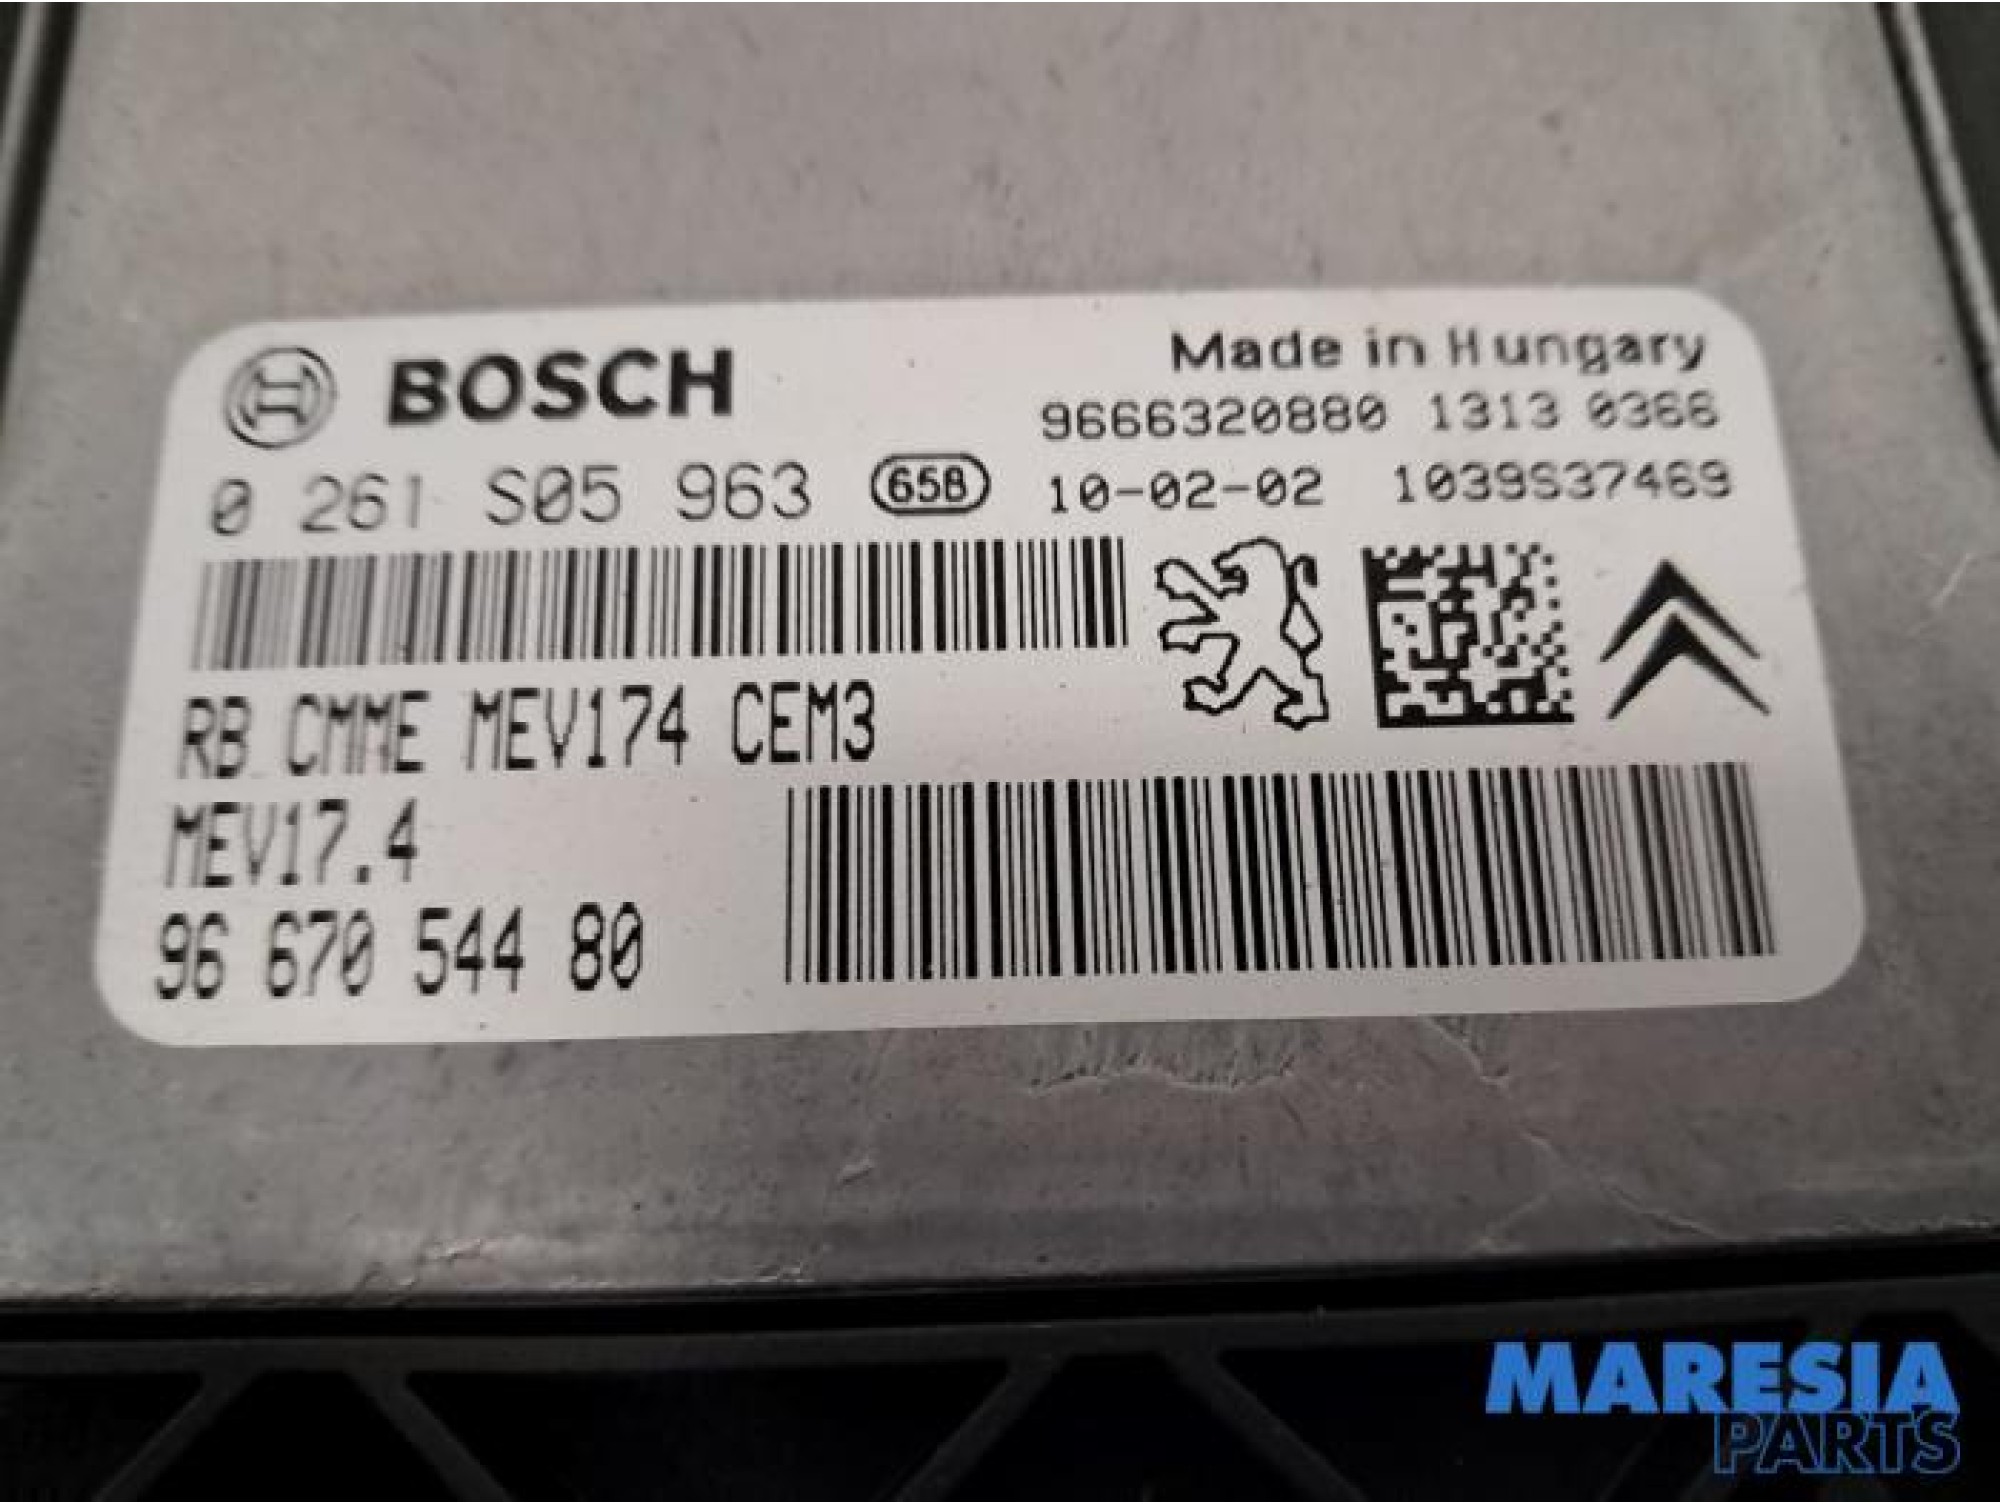 BOSCH
Made in Hungary
9666320880 1313 0366
0 261 S05 963 658 10-02-02 1039S37469
RB CMME MEV174 CEM3
MEV17.4
96 670 544 80
MARESIA
PARTS